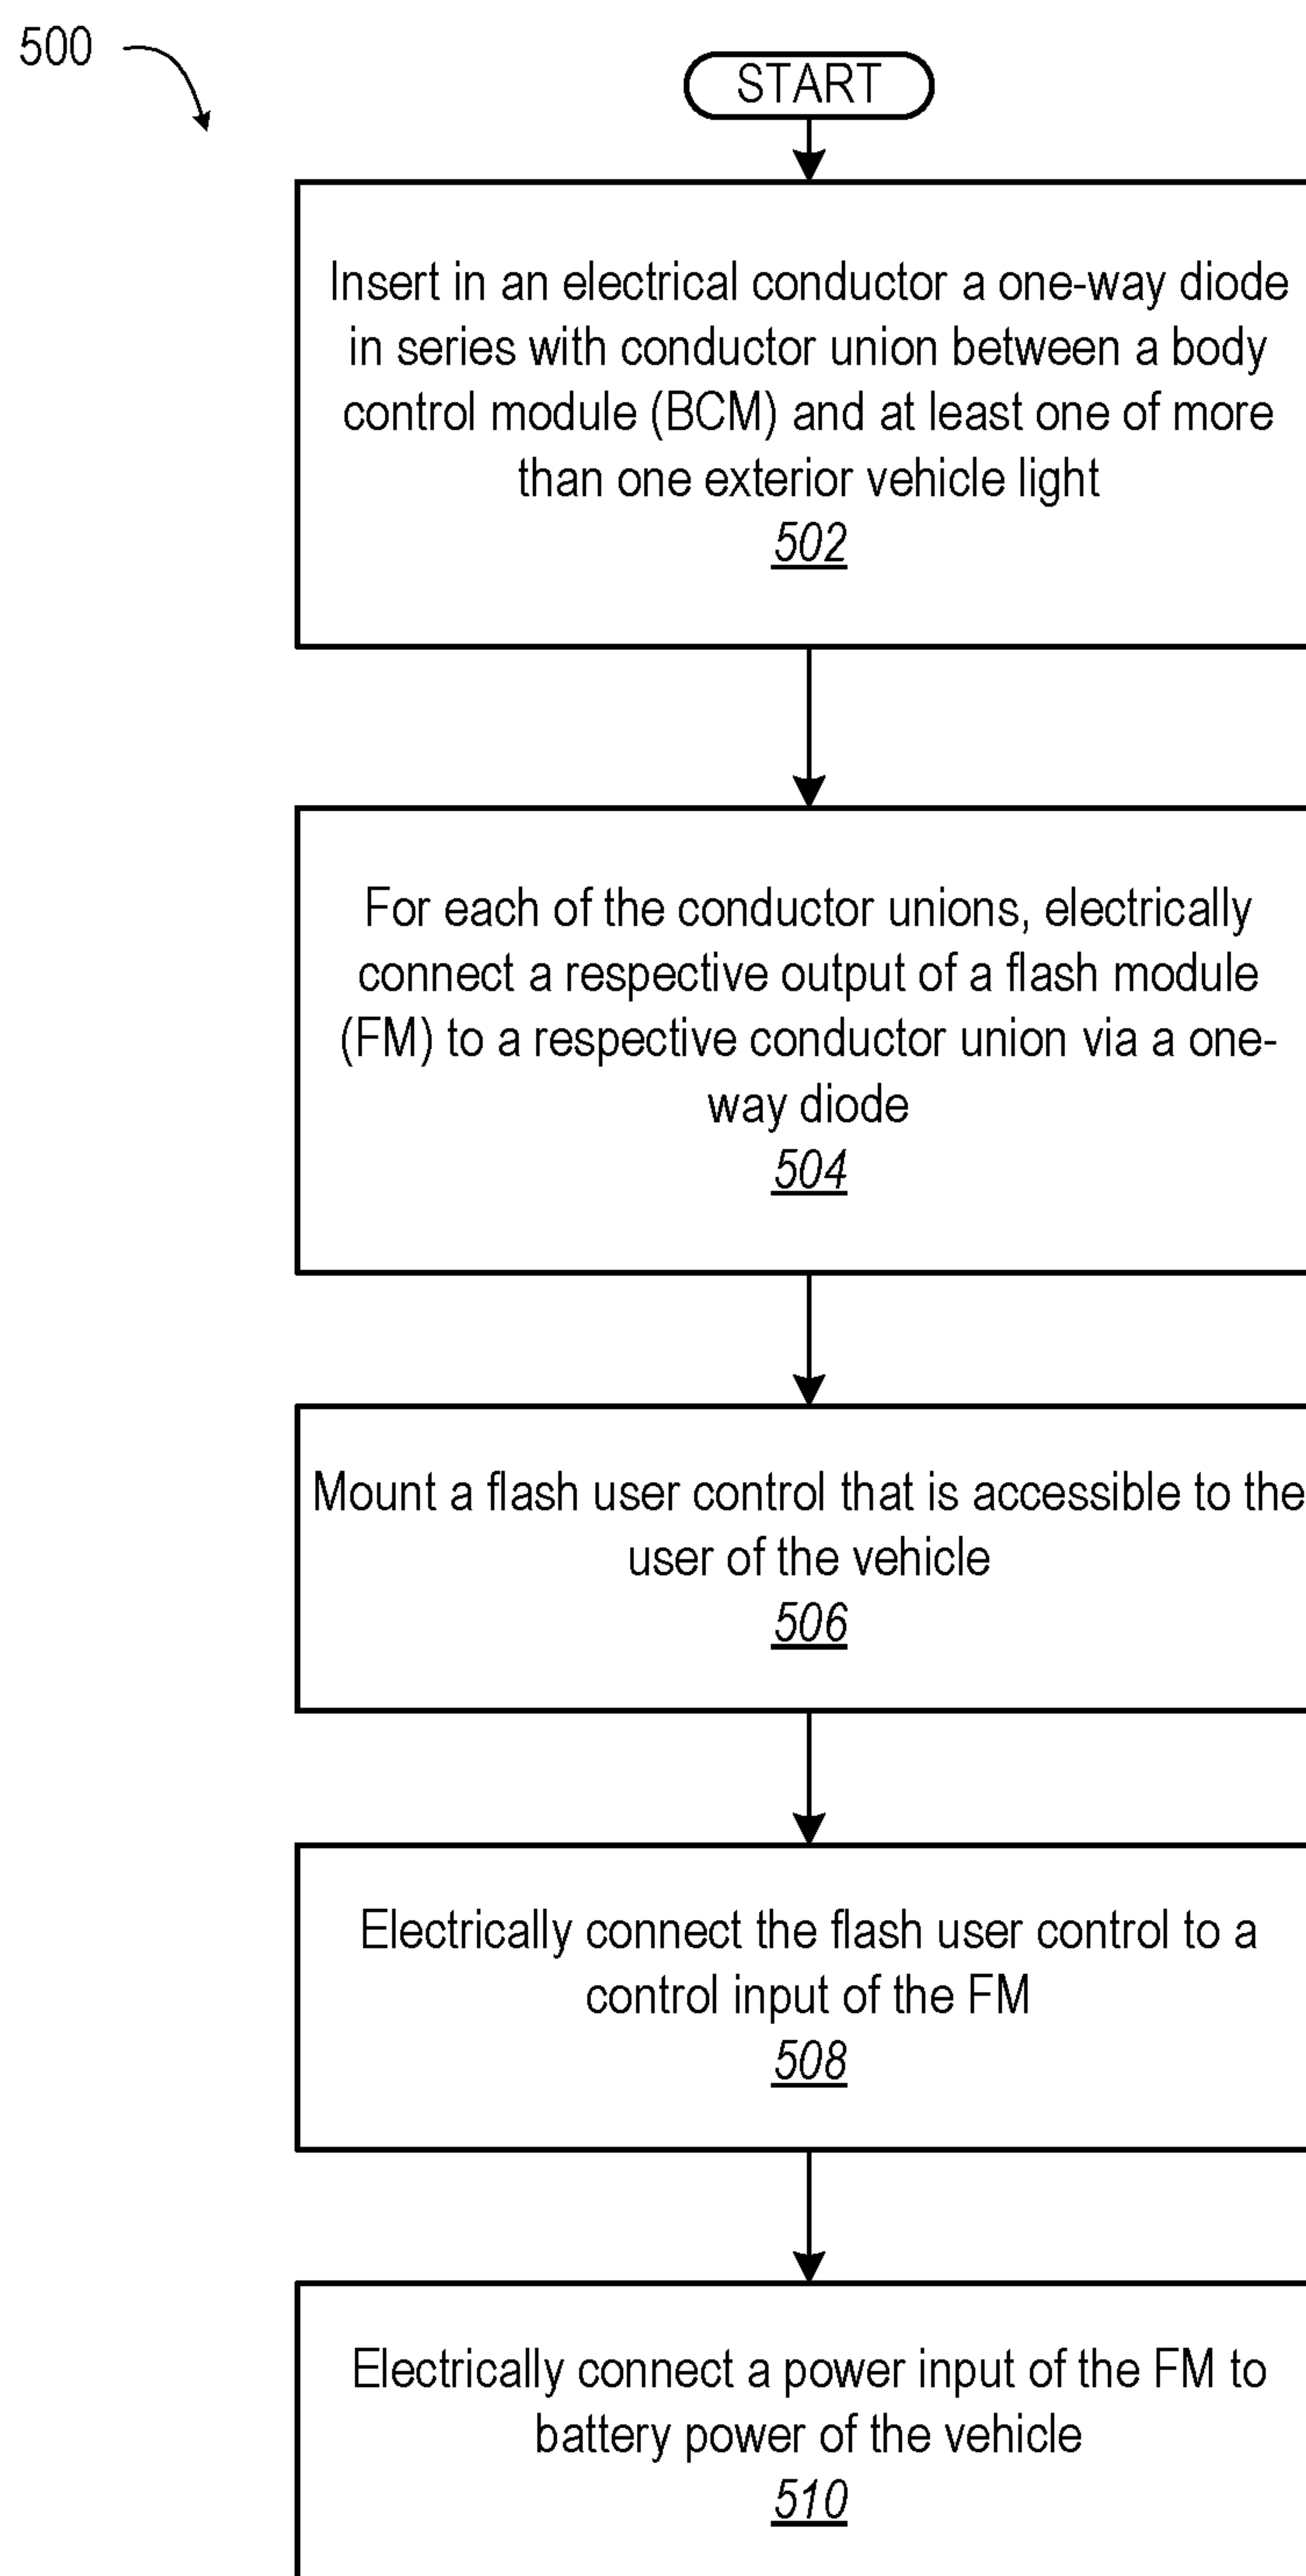 500
START
Insert in an electrical conductor a one-way diode
in series with conductor union between a body
control module (BCM) and at least one of more
than one exterior vehicle light
502
For each of the conductor unions, electrically
connect a respective output of a flash module
(FM) to a respective conductor union via a one-
way diode
504
Mount a flash user control that is accessible to the
user of the vehicle
506
Electrically connect the flash user control to a
control input of the FM
508
Electrically connect a power input of the FM to
battery power of the vehicle
510